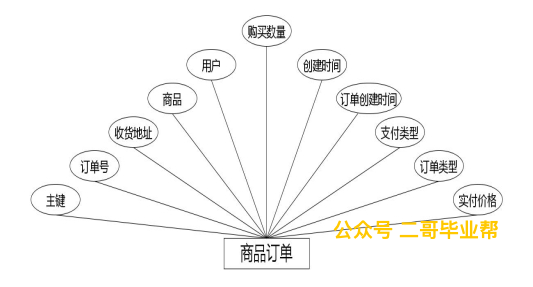 购买数量
用户
创建时间
商品
订单创建时间
收货地址
支付类型
订单号
订单类型
主键
实付价格
公众号 二哥毕业帮
商品订单